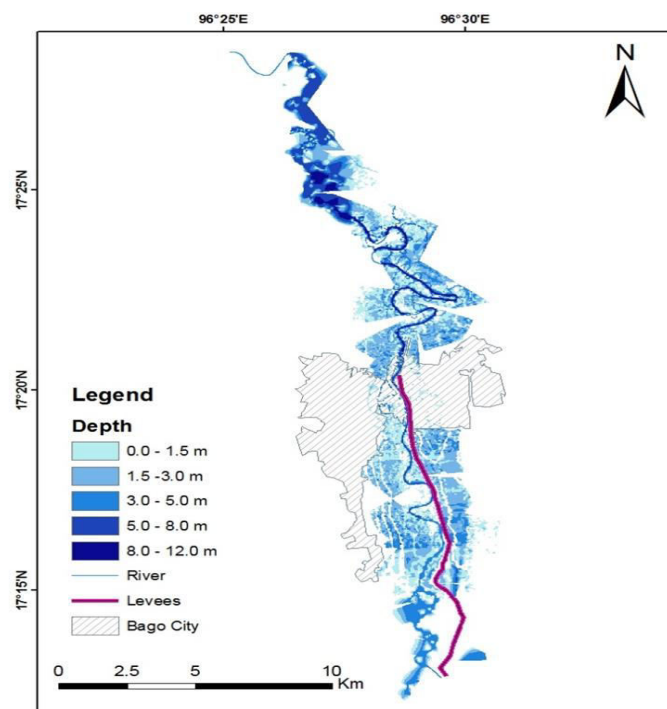 96°25'E 96°30'E
N
17°25'N
17°20'N
17°15'N
Legend
Depth
0.0 - 1.5 m
1.5 -3.0 m
3.0 - 5.0 m
5.0 - 8.0 m
8.0 - 12.0 m
River
Levees
Bago City
0 2.5 5 10
Km